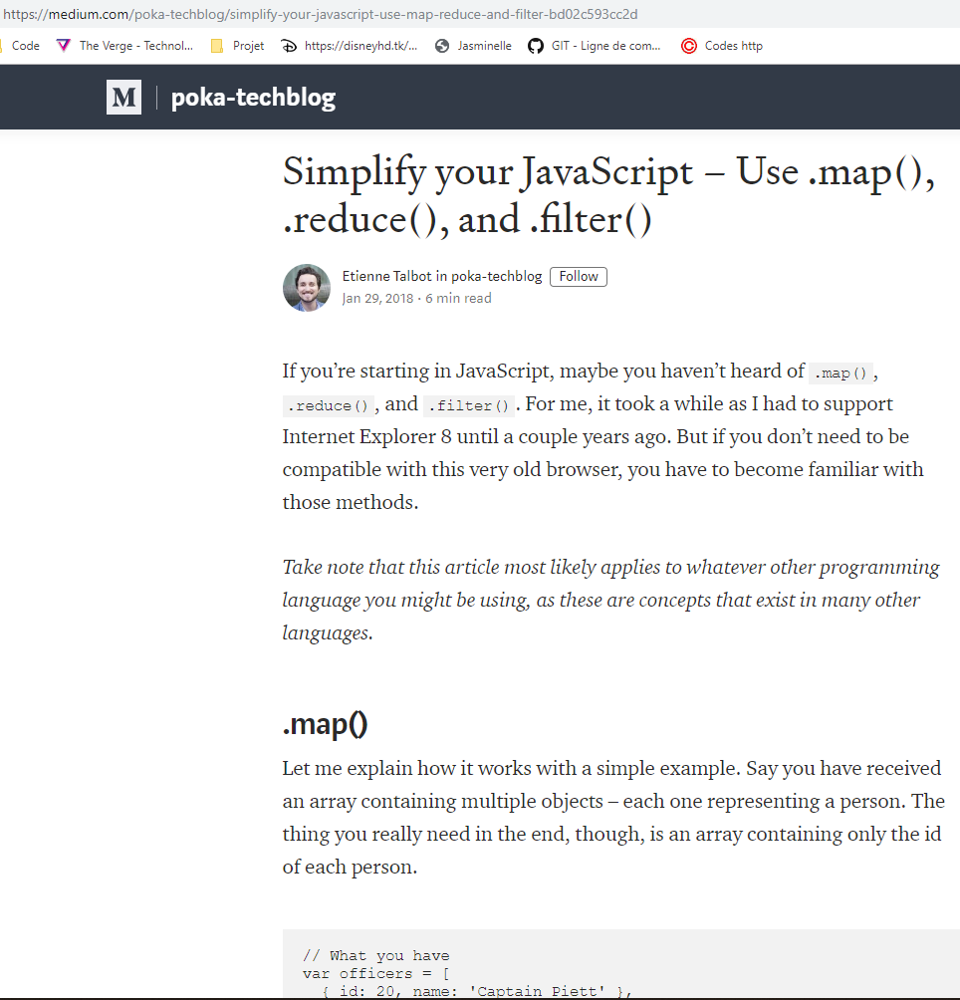 https://medium.com/poka-techblog/simplify-your-javascript-use-map-reduce-and-filter-bd02c593cc2d
Code The Verge - Technol... Projet https://disneyhd.tk/... Jasminelle GIT - Ligne de com... Codes http
M poka-techblog
Simplify your JavaScript – Use .map(),
.reduce(), and .filter()
Etienne Talbot in poka-techblog Follow
Jan 29, 2018 · 6 min read
If you’re starting in JavaScript, maybe you haven’t heard of .map(),
.reduce(), and .filter(). For me, it took a while as I had to support
Internet Explorer 8 until a couple years ago. But if you don’t need to be
compatible with this very old browser, you have to become familiar with
those methods.
Take note that this article most likely applies to whatever other programming
language you might be using, as these are concepts that exist in many other
languages.
.map()
Let me explain how it works with a simple example. Say you have received
an array containing multiple objects – each one representing a person. The
thing you really need in the end, though, is an array containing only the id
of each person.
// What you have
var officers = [
{ id: 20, name: 'Captain Piett' },